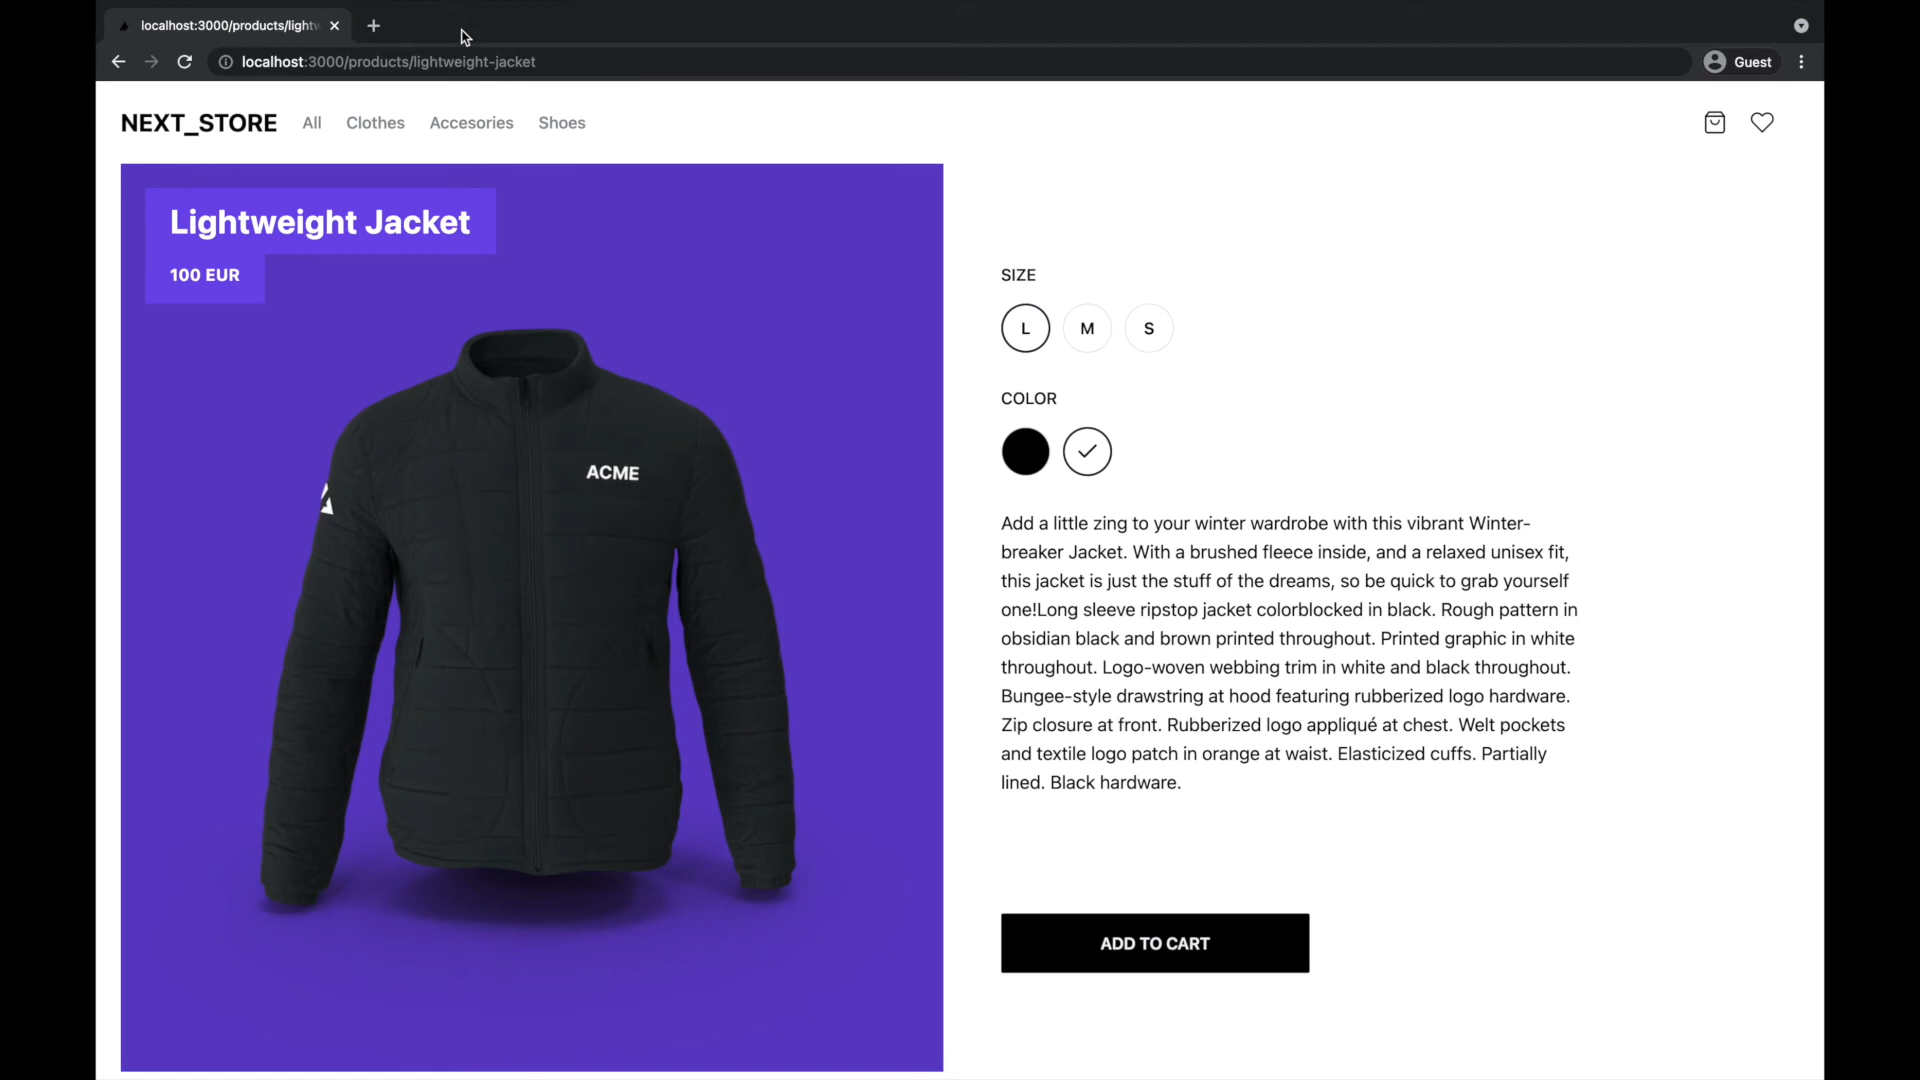 localhost:3000/products/lightw
localhost:3000/products/lightweight-jacket
Guest
NEXT_STORE
All
Clothes
Accesories
Shoes
Lightweight Jacket
100 EUR
ACME
SIZE
L
M
S
COLOR
Add a little zing to your winter wardrobe with this vibrant Winter-
breaker Jacket. With a brushed fleece inside, and a relaxed unisex fit,
this jacket is just the stuff of the dreams, so be quick to grab yourself
one!Long sleeve ripstop jacket colorblocked in black. Rough pattern in
obsidian black and brown printed throughout. Printed graphic in white
throughout. Logo-woven webbing trim in white and black throughout.
Bungee-style drawstring at hood featuring rubberized logo hardware.
Zip closure at front. Rubberized logo appliqué at chest. Welt pockets
and textile logo patch in orange at waist. Elasticized cuffs. Partially
lined. Black hardware.
ADD TO CART